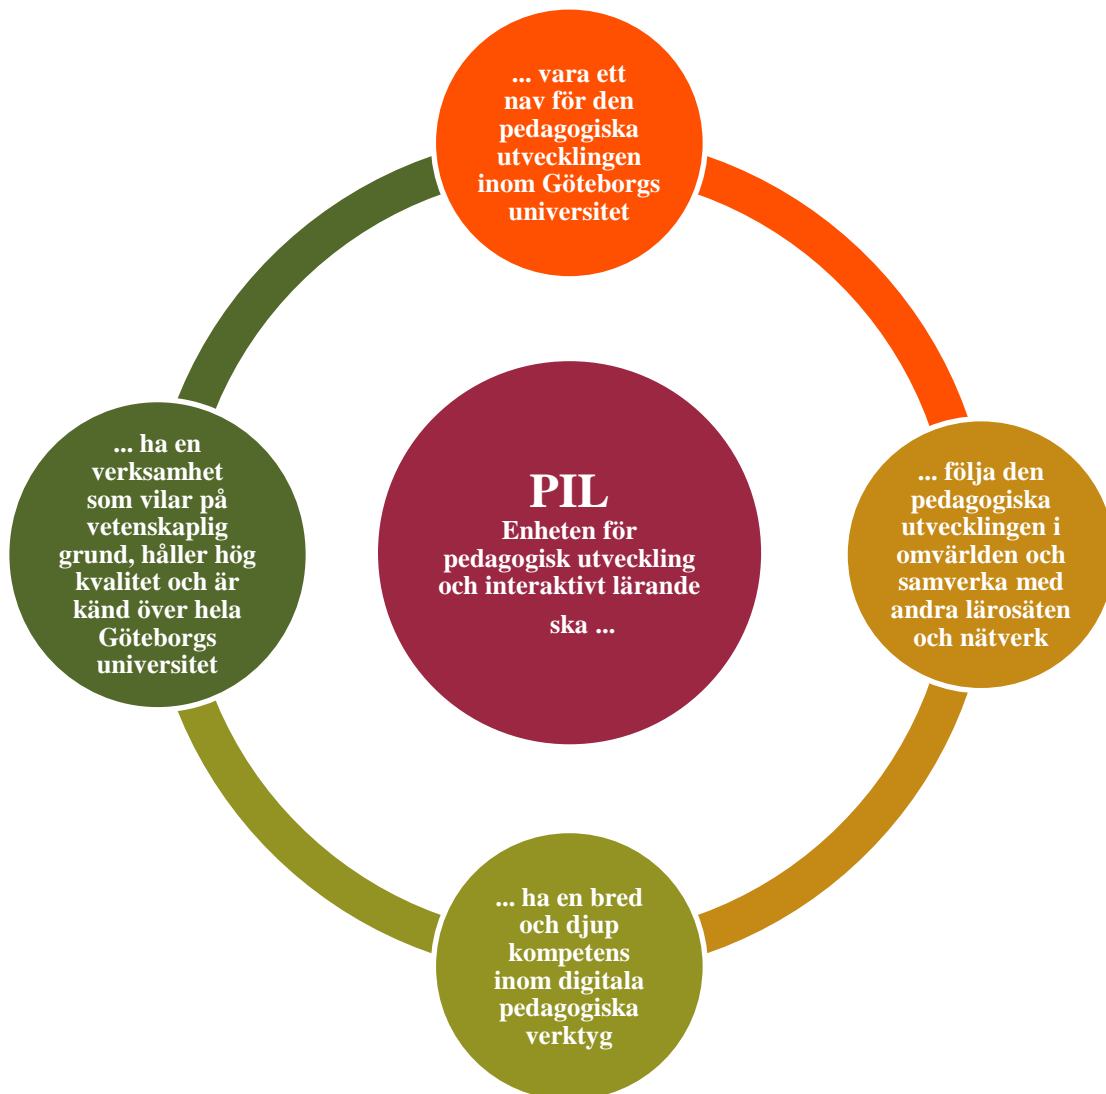 PIL
Enheten för
pedagogisk utveckling
och interaktivt lärande
ska ...
... vara ett
nav för den
pedagogiska
utvecklingen
inom Göteborgs
universitet
... följa den
pedagogiska
utvecklingen i
omvärlden och
samverka med
andra lärosäten
och nätverk
... ha en bred
och djup
kompetens
inom digitala
pedagogiska
verktyg
... ha en
verksamhet
som vilar på
vetenskaplig
grund, håller hög
kvalitet och är
känd över hela
Göteborgs
universitet